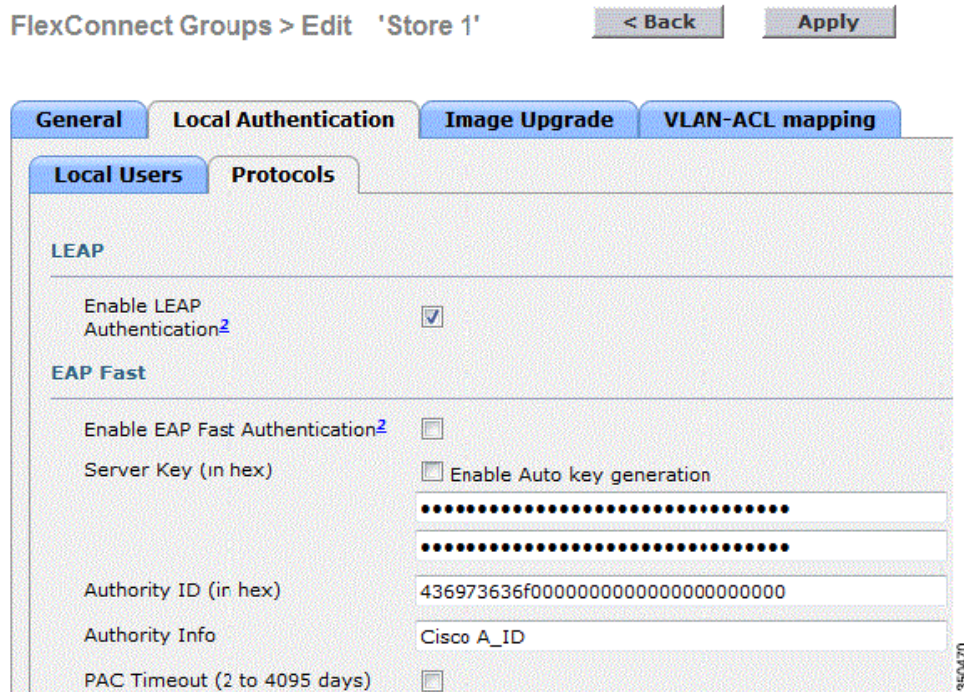 FlexConnect Groups > Edit 'Store 1'
< Back
Apply
General
Local Authentication
Image Upgrade
VLAN-ACL mapping
Local Users
Protocols
LEAP
Enable LEAP
Authentication2
EAP Fast
Enable EAP Fast Authentication2
Server Key (in hex)
Enable Auto key generation
••••••••••••••••••••••••••••••••
••••••••••••••••••••••••••••••••
Authority ID (in hex)
436973636f0000000000000000000000
Authority Info
Cisco A_ID
PAC Timeout (2 to 4095 days)
350470